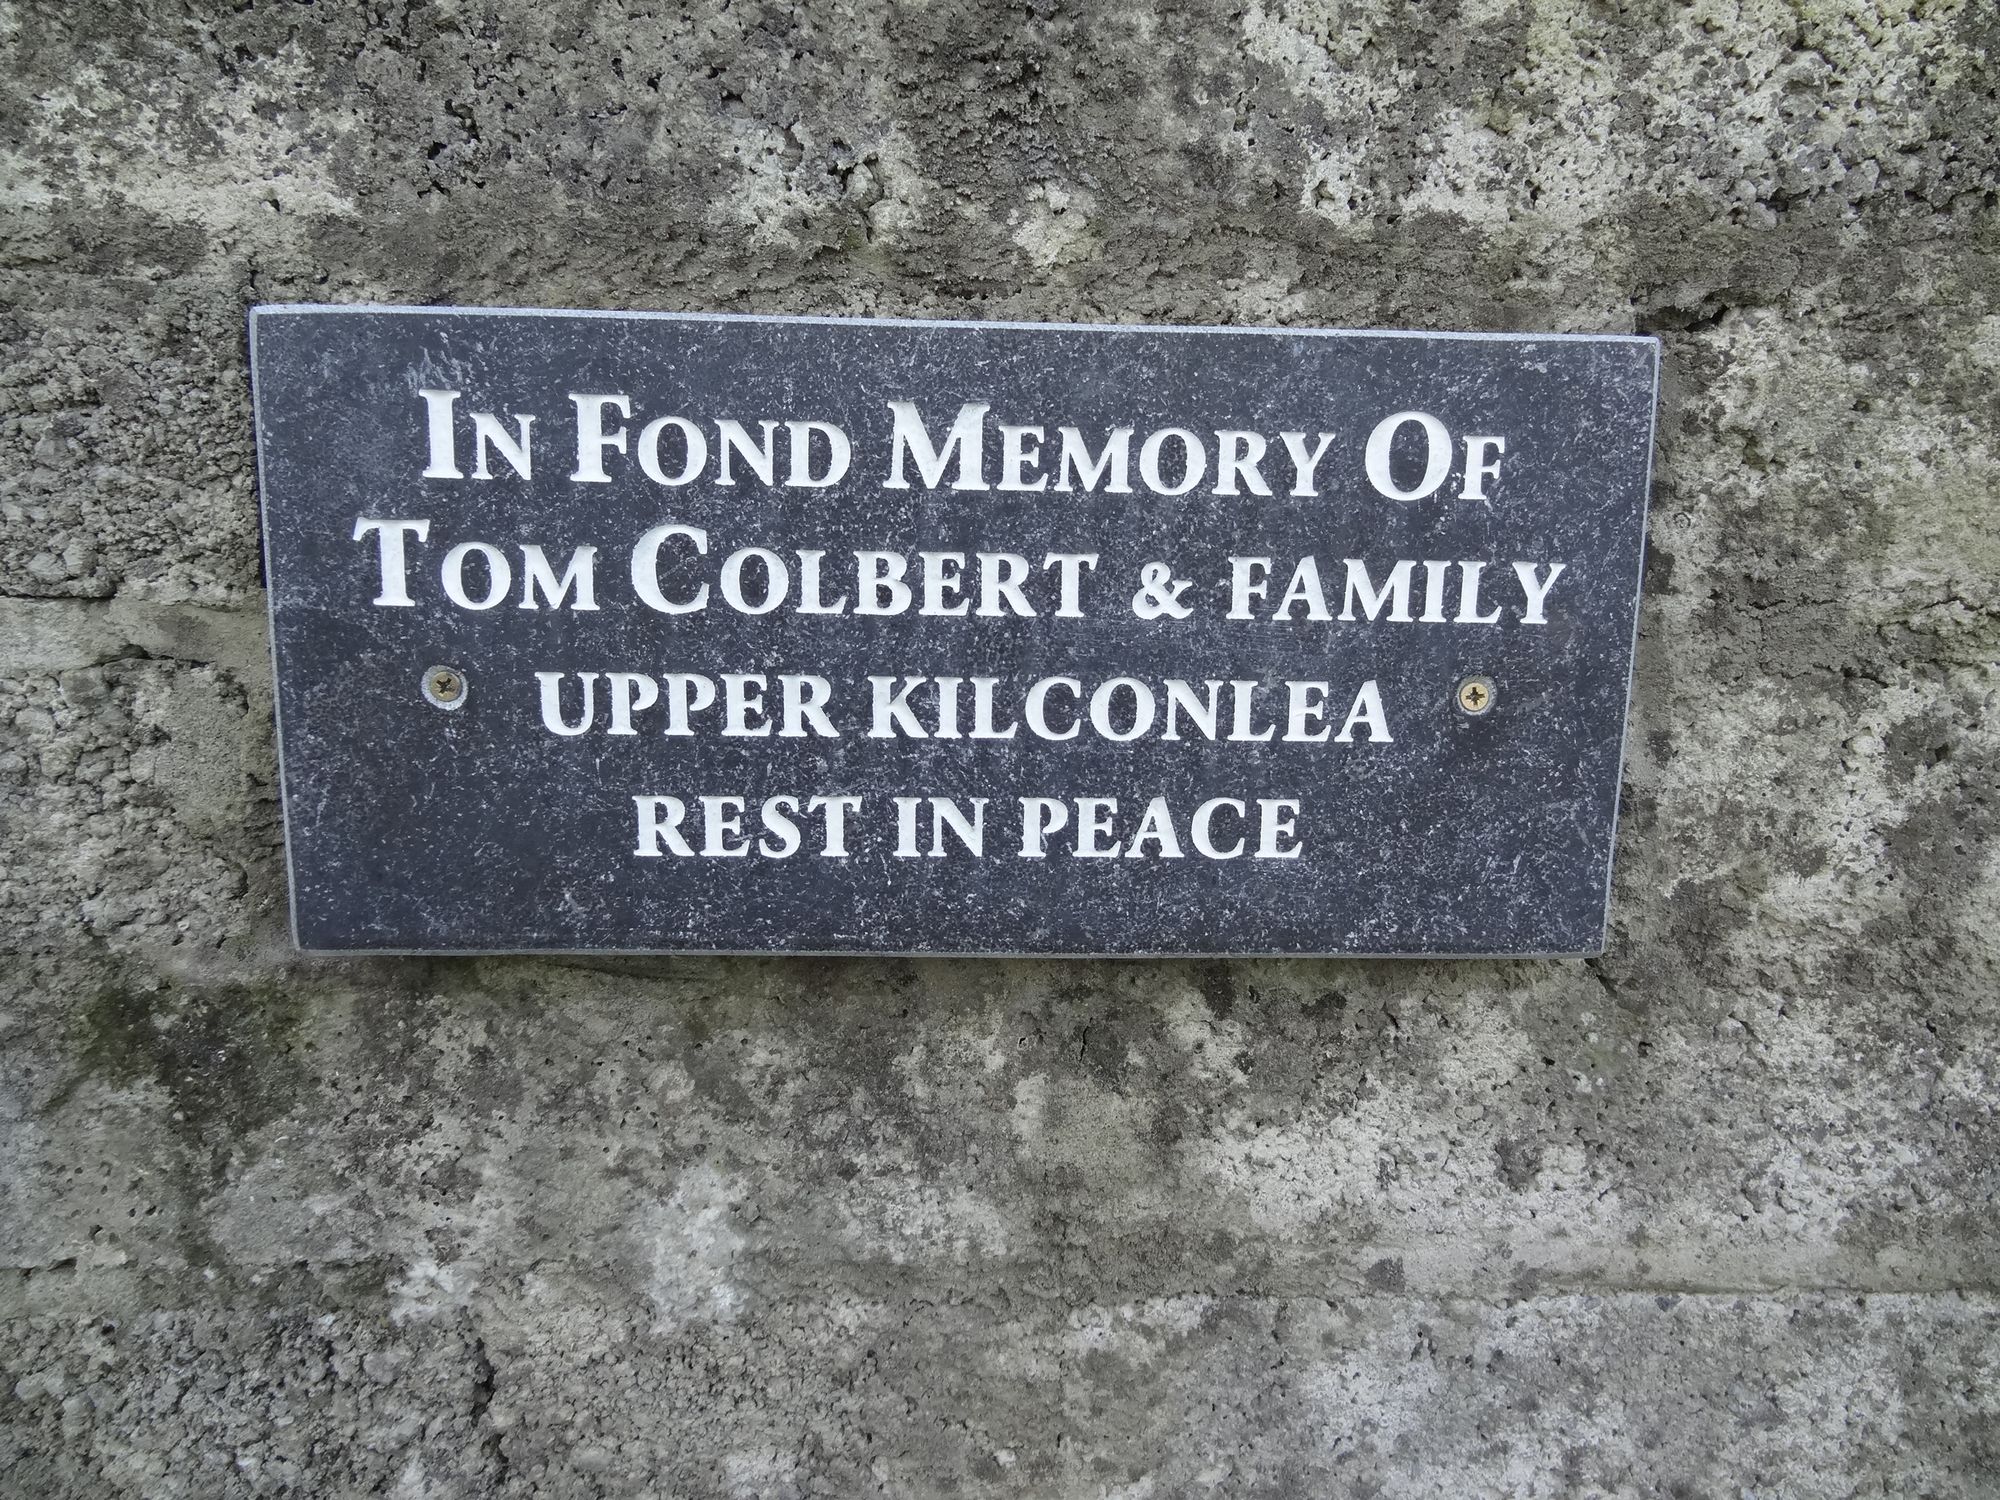 In Fond Memory Of
Tom Colbert & FAMILY
UPPER KILCONLEA
REST IN PEACE